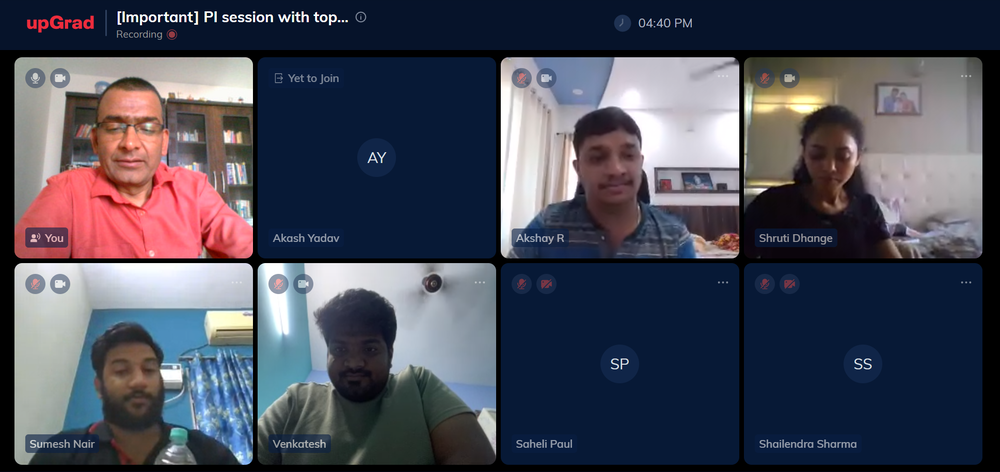 upGrad
[Important] PI session with top...
Recording
04:40 PM
You
Yet to Join
AY
Akash Yadav
Akshay R
Shruti Dhange
Sumesh Nair
Venkatesh
SP
Saheli Paul
SS
Shailendra Sharma